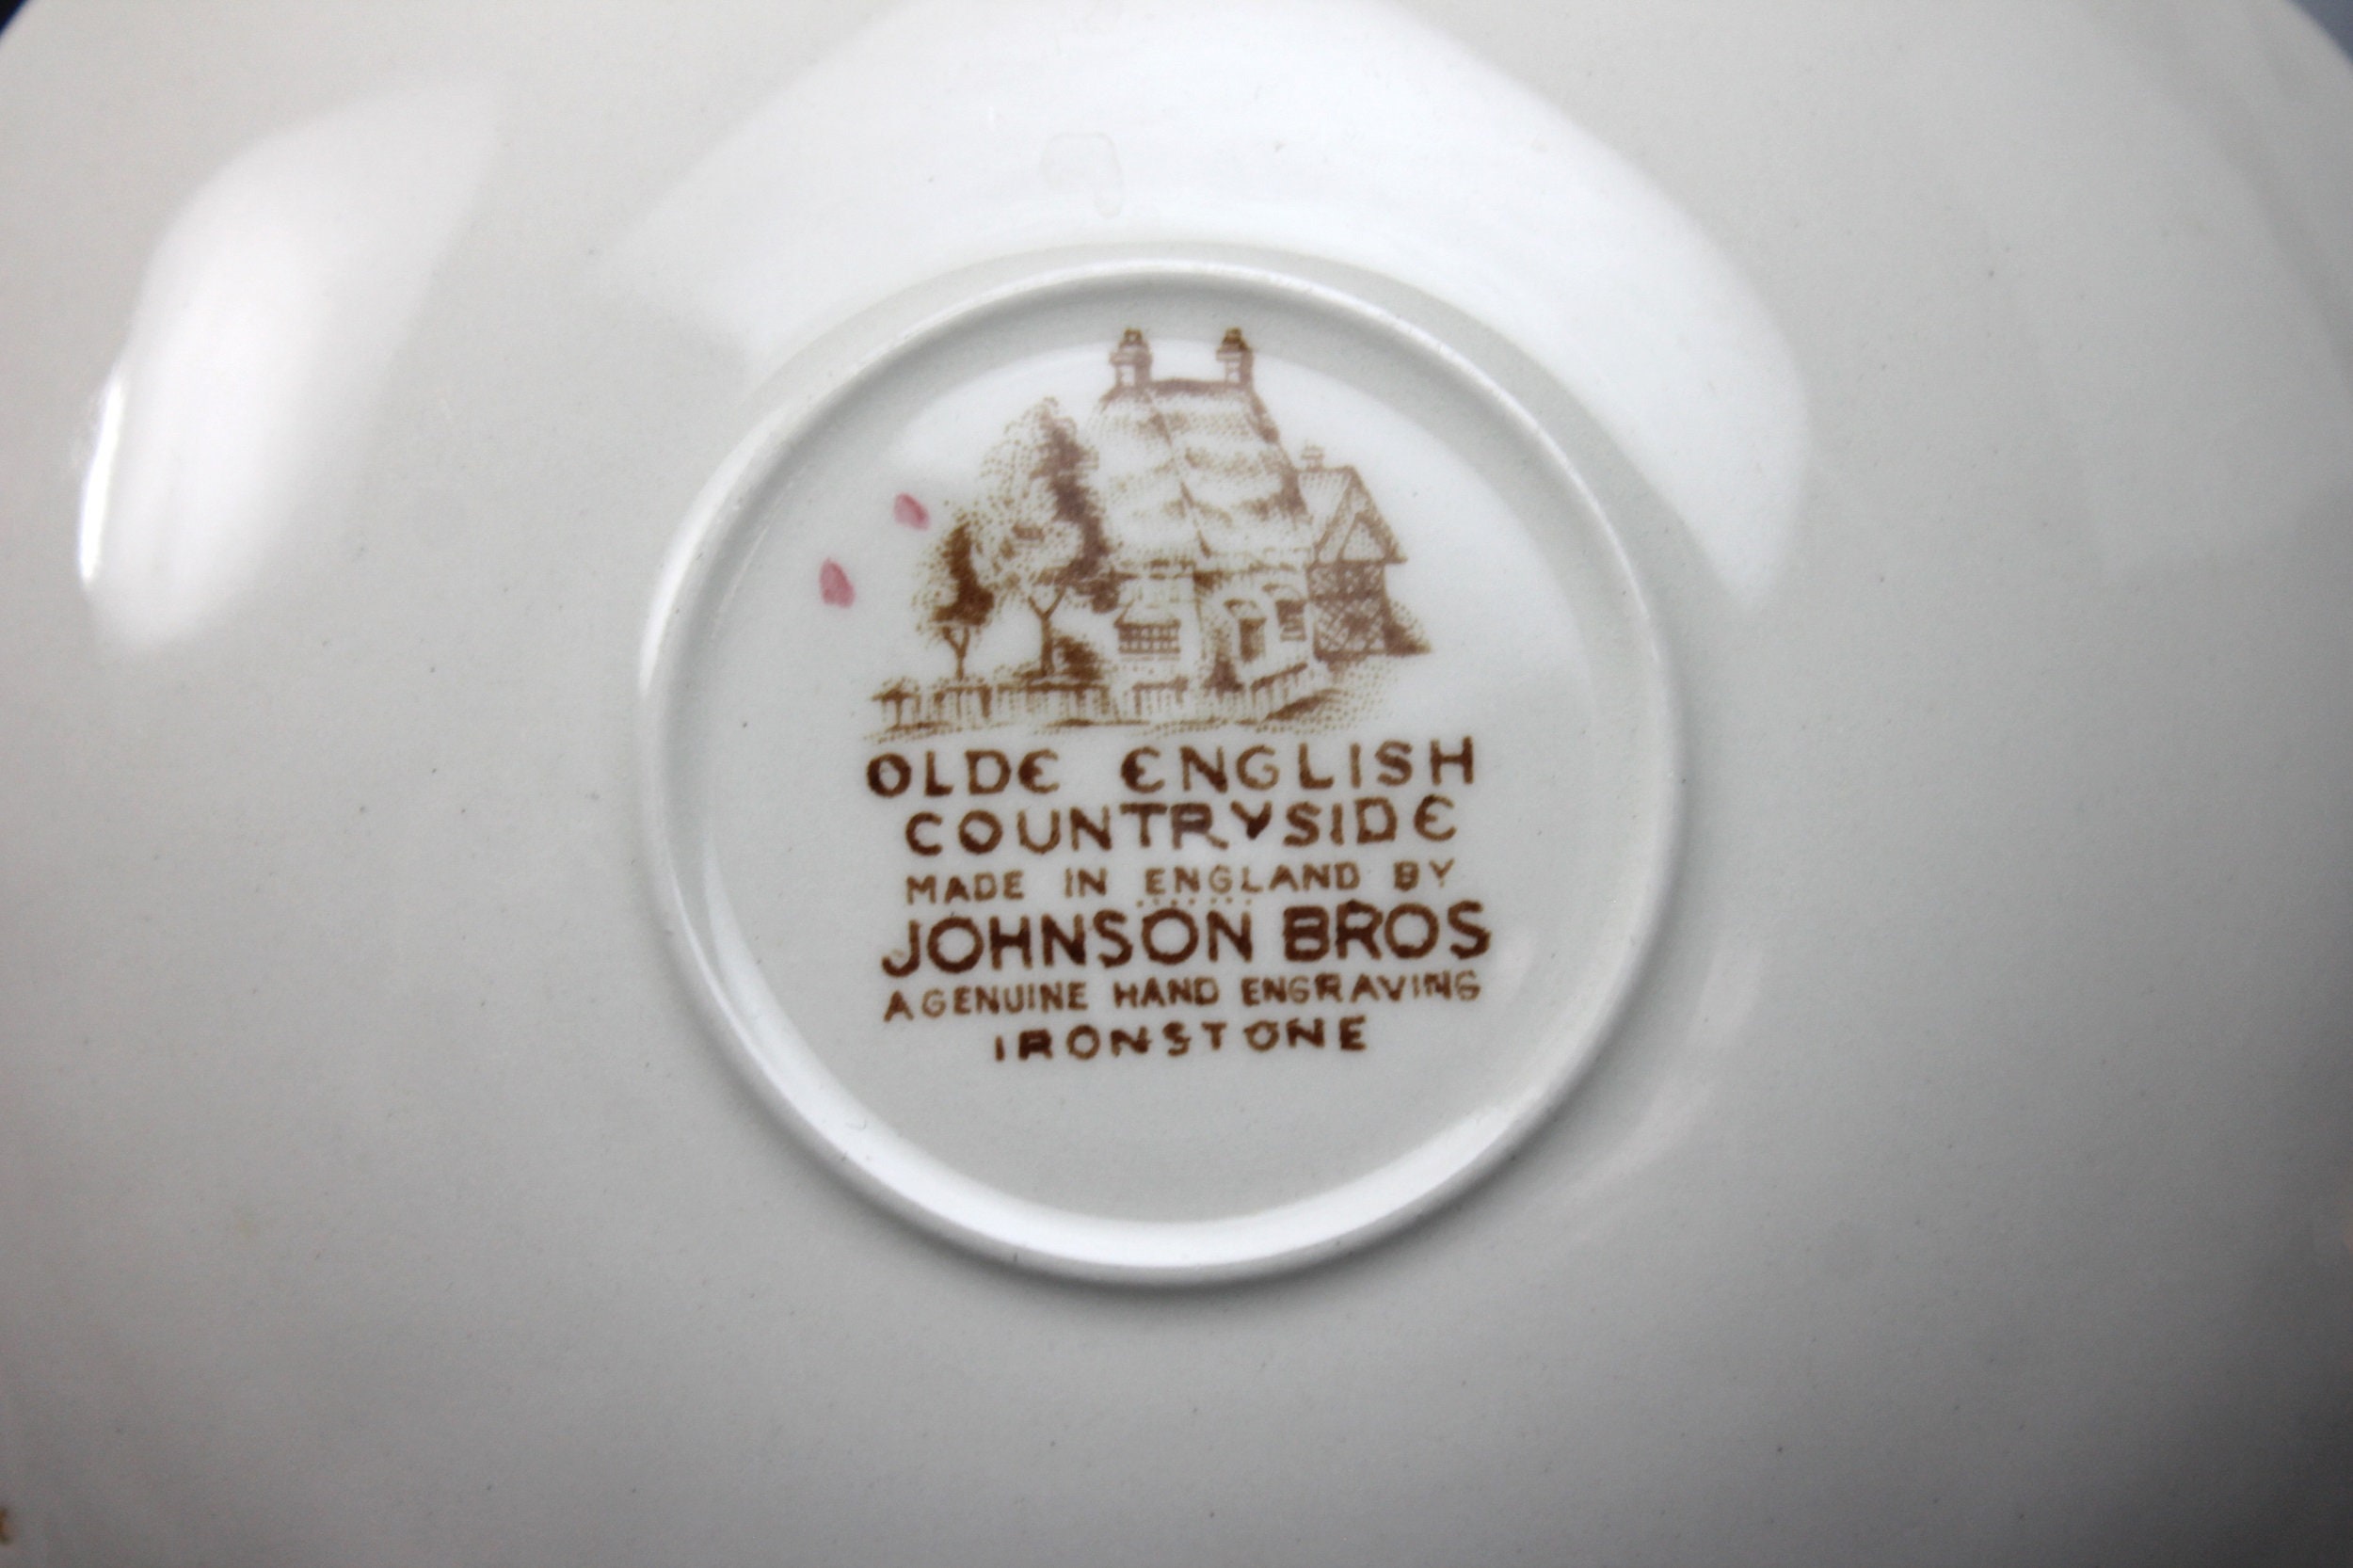 OLDE ENGLISH
COUNTRYSIDE
MADE IN ENGLAND BY
JOHNSON BROS
A GENUINE HAND ENGRAVING
IRONSTONE